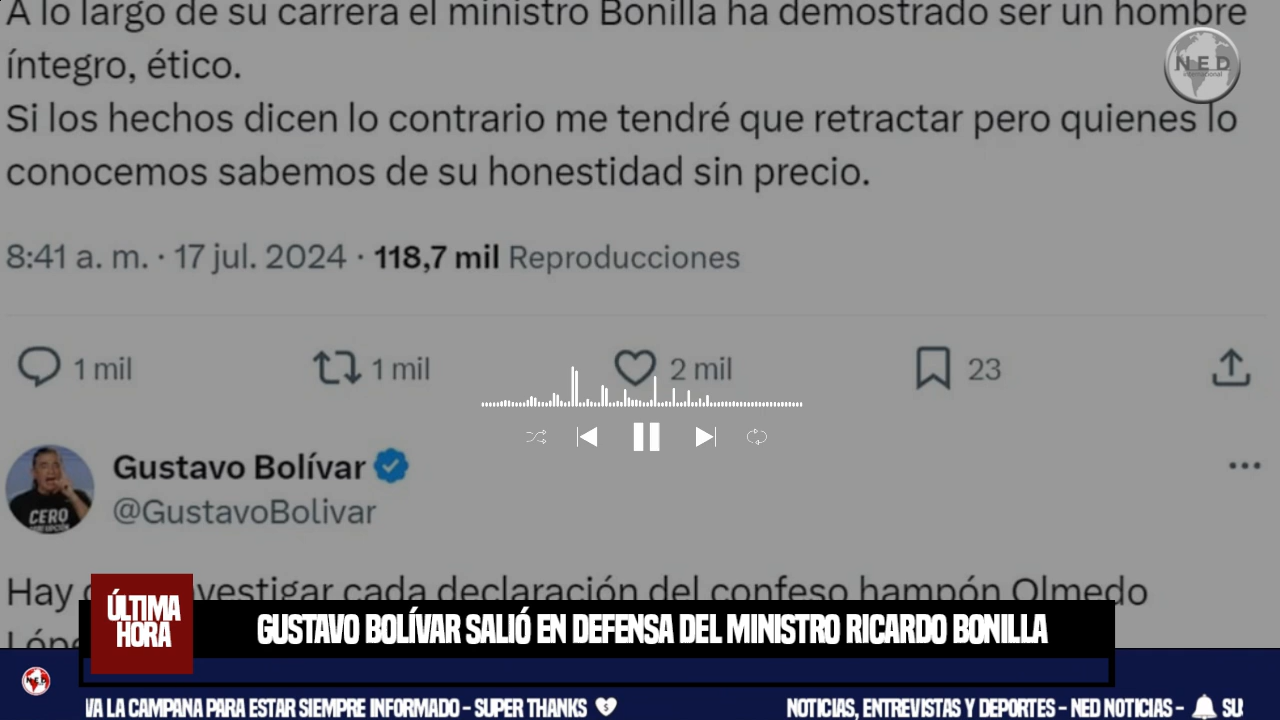 A lo largo de su carrera el ministro Bonilla ha demostrado ser un hombre
íntegro, ético.
NED
international
Si los hechos dicen lo contrario me tendré que retractar pero quienes lo
conocemos sabemos de su honestidad sin precio.
8:41 a. m. · 17 jul. 2024 · 118,7 mil Reproducciones
1 mil 1 mil 2 mil 23
Gustavo Bolívar
@GustavoBolivar
CERO
Hay vestigar cada declaración del confeso hampón Olmedo
ÚLTIMA
HORA
GUSTAVO BOLÍVAR SALIÓ EN DEFENSA DEL MINISTRO RICARDO BONILLA
NED
VA LA CAMPANA PARA ESTAR SIEMPRE INFORMADO - SUPER THANKS NOTICIAS, ENTREVISTAS Y DEPORTES - NED NOTICIAS - SU